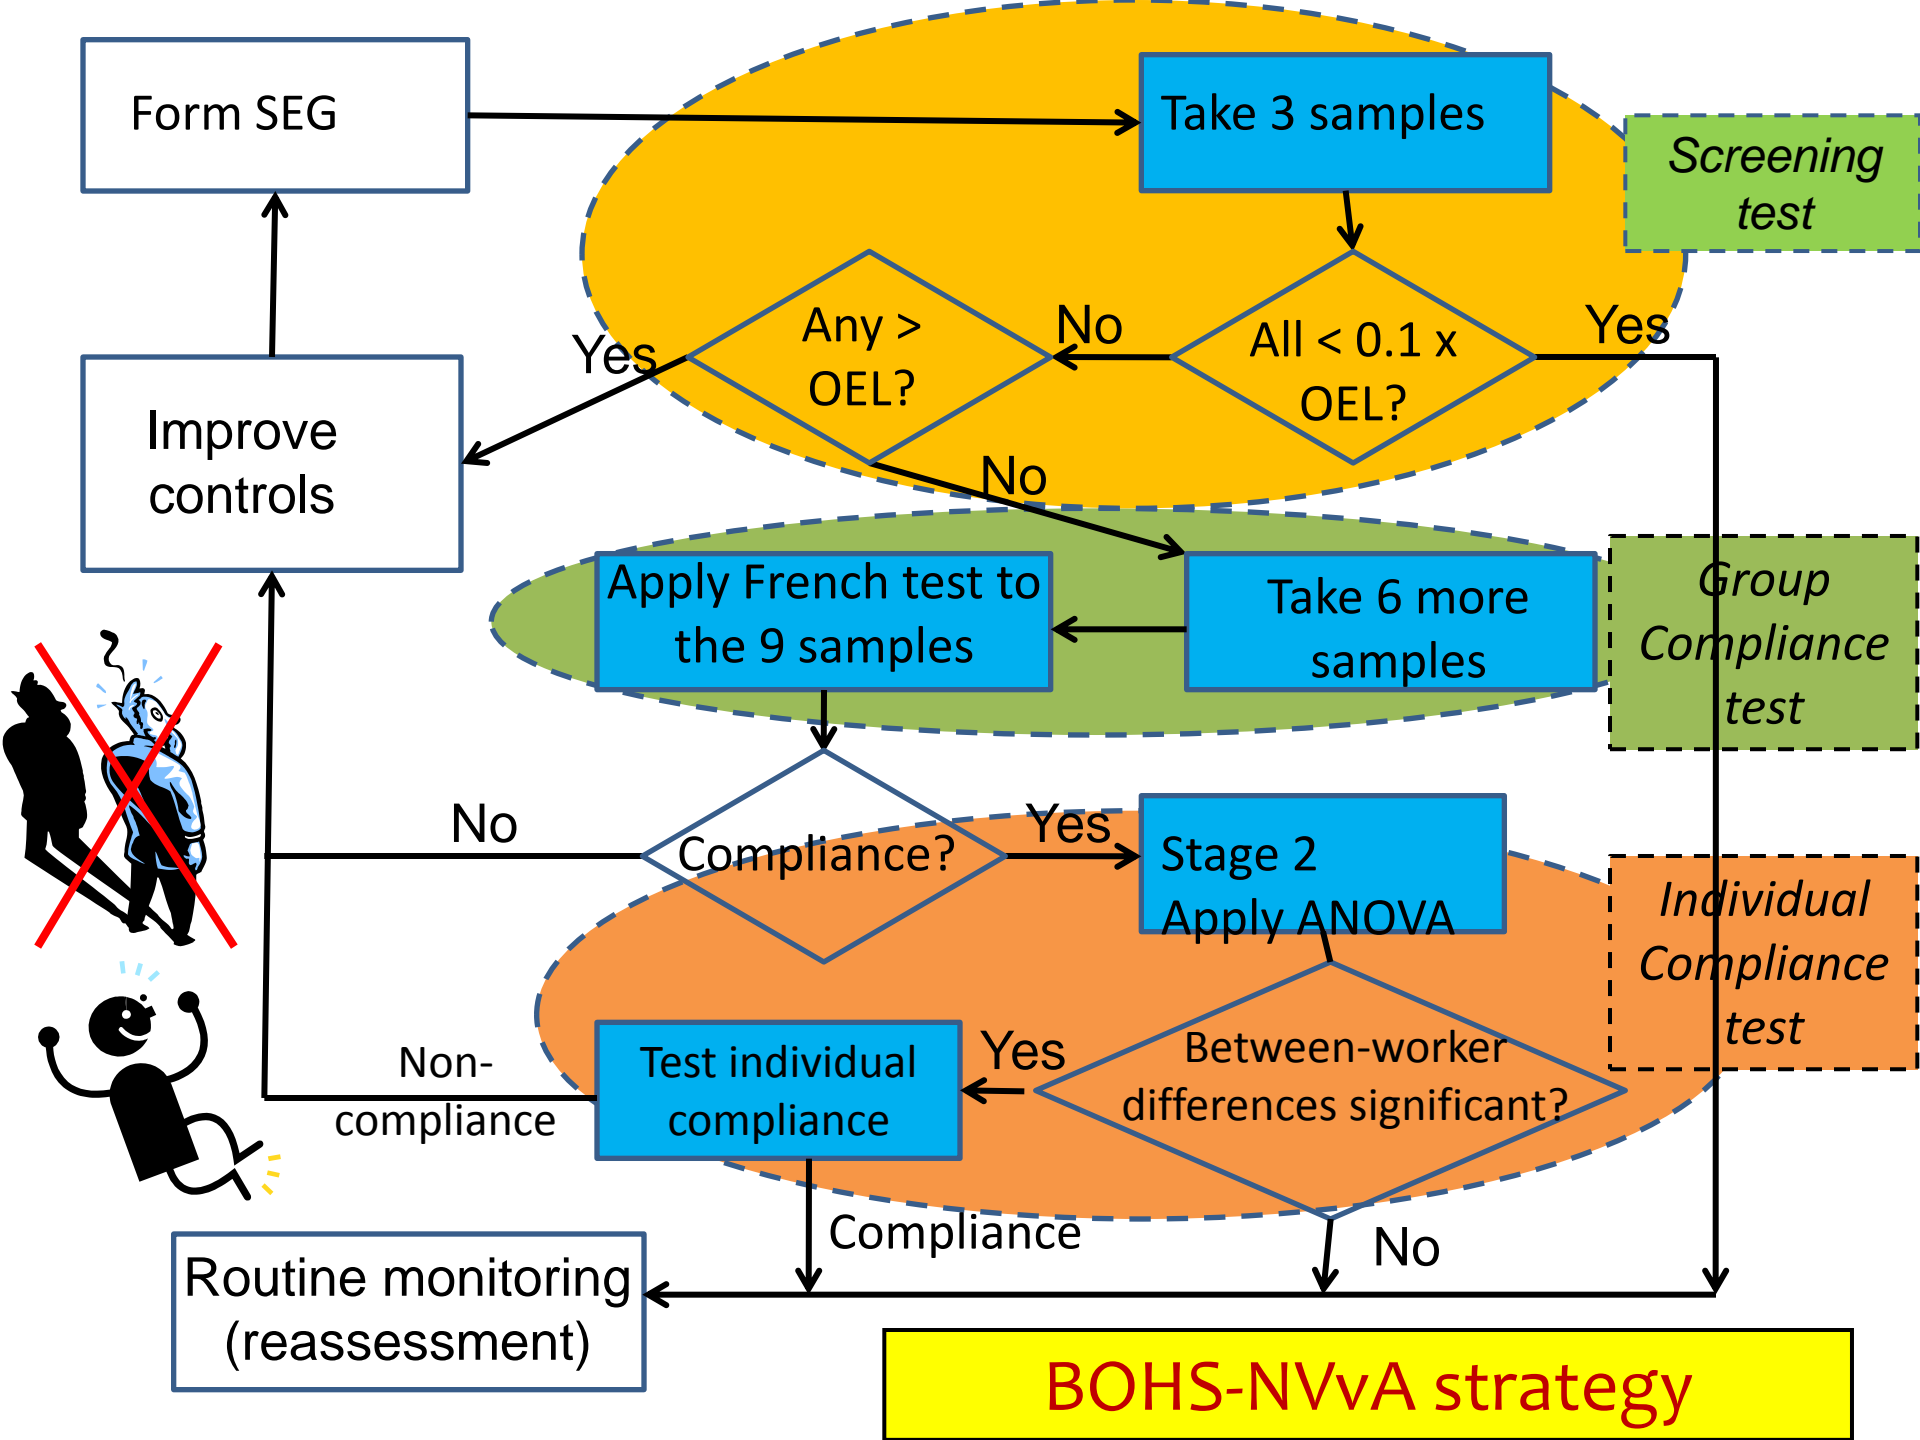 Form SEG
Take 3 samples
Screening
test
Any >
OEL?
No
All < 0.1 x
OEL?
Yes
Yes
Improve
controls
No
Apply French test to
the 9 samples
Take 6 more
samples
Group
Compliance
test
No
Compliance?
Yes
Stage 2
Apply ANOVA
Individual
Compliance
test
Non-
compliance
Test individual
compliance
Yes
Between-worker
differences significant?
Compliance
No
Routine monitoring
(reassessment)
BOHS-NVvA strategy